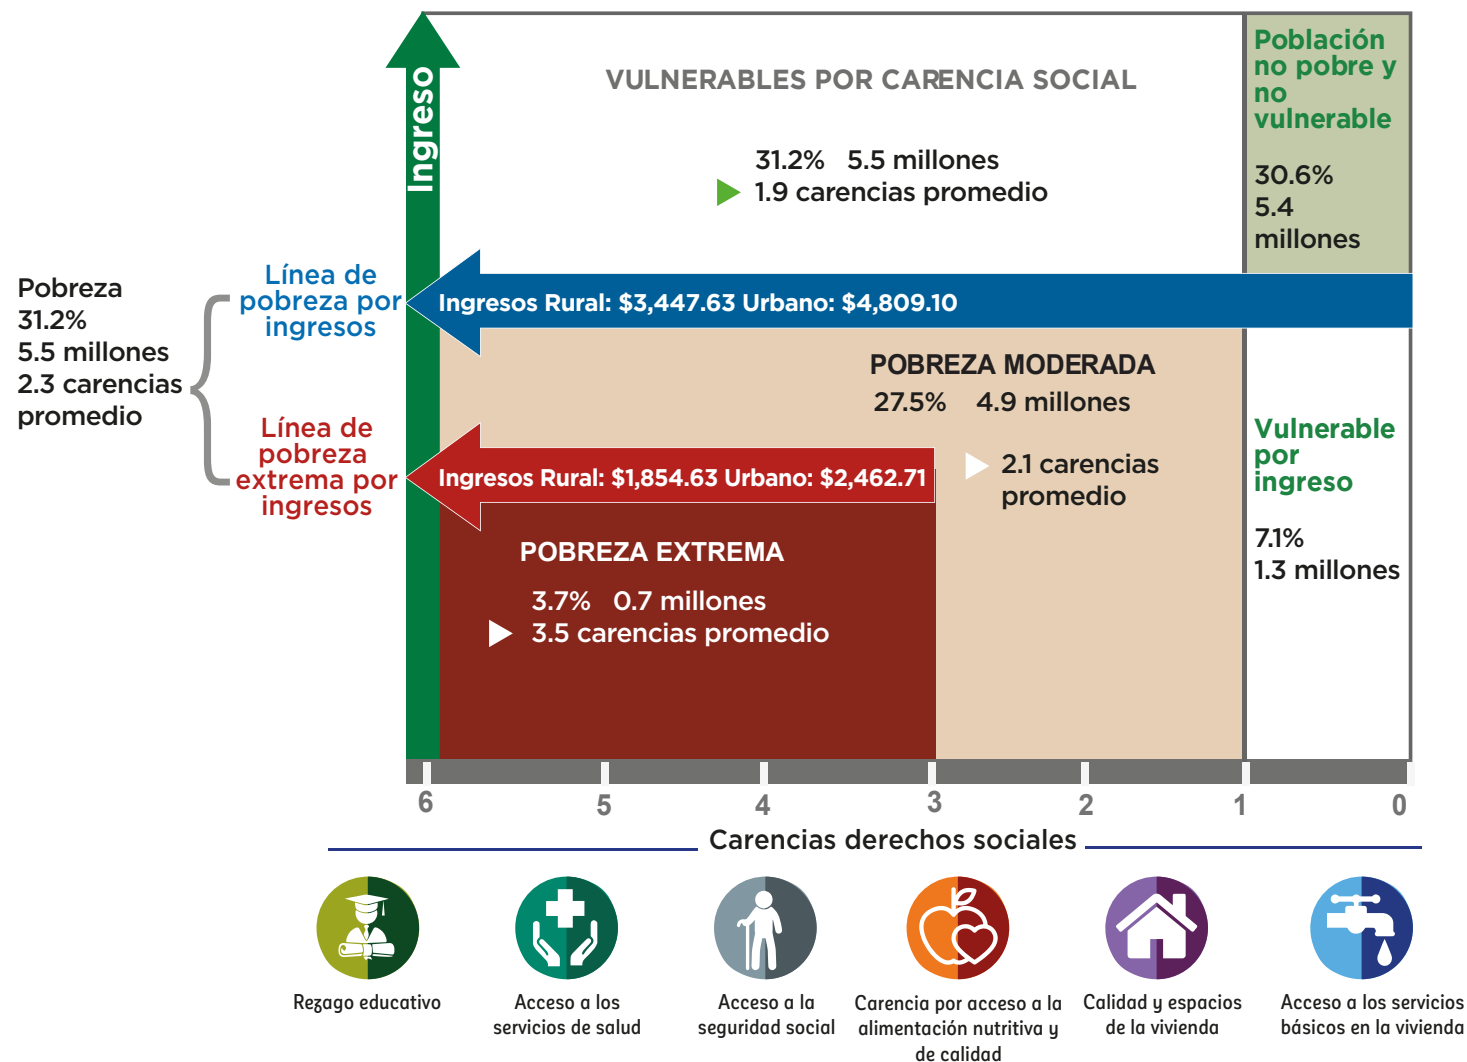 Ingreso
VULNERABLES POR CARENCIA SOCIAL
31.2% 5.5 millones
1.9 carencias promedio
Población
no pobre y
no
vulnerable
30.6%
5.4
millones
Pobreza
31.2%
5.5 millones
2.3 carencias
promedio
Línea de
pobreza por
ingresos
Ingresos Rural: $3,447.63 Urbano: $4,809.10
POBREZA MODERADA
27.5% 4.9 millones
2.1 carencias
promedio
Línea de
pobreza
extrema por
ingresos
Ingresos Rural: $1,854.63 Urbano: $2,462.71
POBREZA EXTREMA
3.7% 0.7 millones
3.5 carencias promedio
Vulnerable
por
ingreso
7.1%
1.3 millones
6 5 4 3 2 1 0
Carencias derechos sociales
Rezago educativo
Acceso a los
servicios de salud
Acceso a la
seguridad social
Carencia por acceso a la
alimentación nutritiva y
de calidad
Calidad y espacios
de la vivienda
Acceso a los servicios
básicos en la vivienda